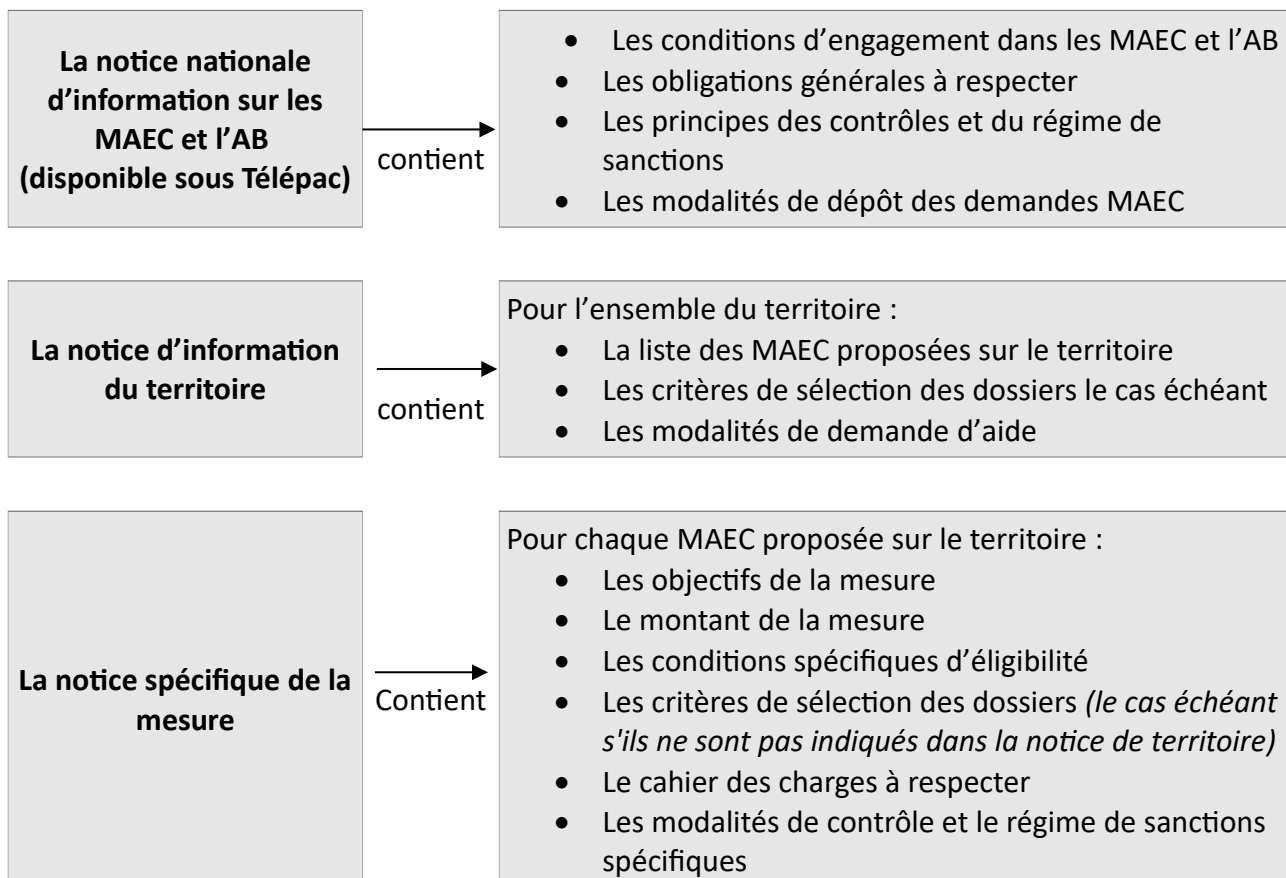 La notice nationale
d’information sur les
MAEC et l’AB
(disponible sous Télépac)
contient
• Les conditions d’engagement dans les MAEC et l’AB
• Les obligations générales à respecter
• Les principes des contrôles et du régime de
sanctions
• Les modalités de dépôt des demandes MAEC
La notice d’information
du territoire
contient
Pour l’ensemble du territoire :
• La liste des MAEC proposées sur le territoire
• Les critères de sélection des dossiers le cas échéant
• Les modalités de demande d’aide
La notice spécifique de la
mesure
Contient
Pour chaque MAEC proposée sur le territoire :
• Les objectifs de la mesure
• Le montant de la mesure
• Les conditions spécifiques d’éligibilité
• Les critères de sélection des dossiers (le cas échéant
s'ils ne sont pas indiqués dans la notice de territoire)
• Le cahier des charges à respecter
• Les modalités de contrôle et le régime de sanctions
spécifiques